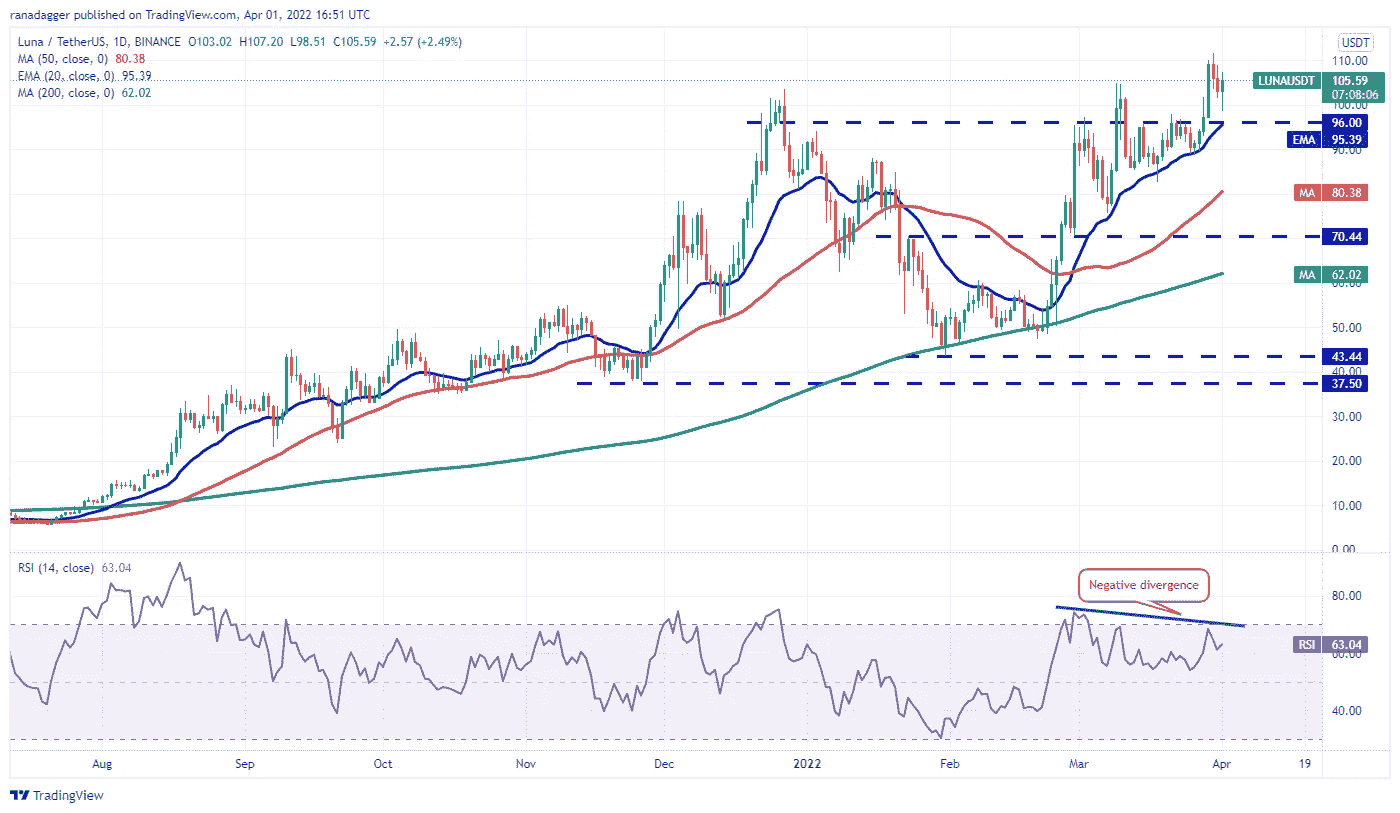 ranadagger published on TradingView.com, Apr 01, 2022 16:51 UTC
Luna / TetherUS, 1D, BINANCE O103.02 H107.20 L98.51 C105.59 +2.57 (+2.49%)
MA (50, close, 0) 80.38
EMA (20, close, 0) 95.39
MA (200, close, 0) 62.02
USDT
110.00
LUNAUSDT 105.59
07:08:06
100.00
96.00
EMA 95.39
90.00
MA 80.38
70.44
MA 62.02
60.00
50.00
43.44
40.00
37.50
30.00
20.00
10.00
0.00
RSI (14, close) 63.04
Negative divergence
80.00
RSI 63.04
60.00
40.00
Aug Sep Oct Nov Dec 2022 Feb Mar Apr 19
TradingView